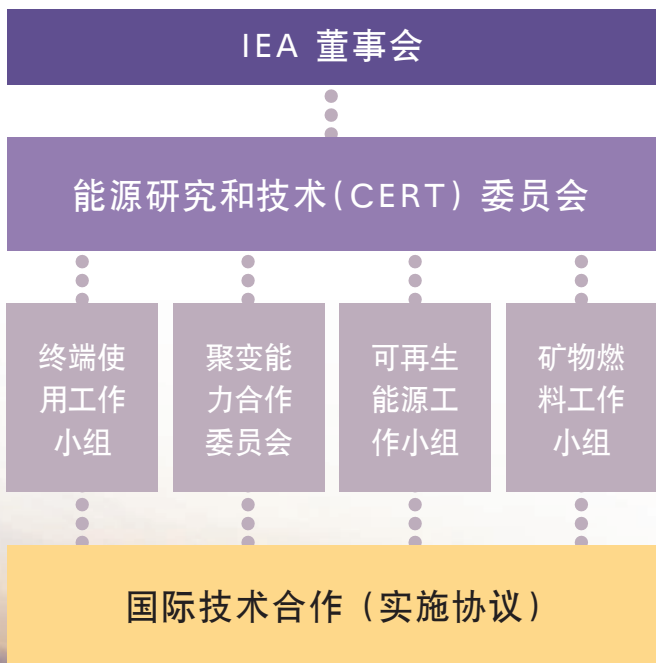 IEA 董事会
能源研究和技术(CERT) 委员会
终端使
用工作
小组
聚变能
力合作
委员会
可再生
能源工
作小组
矿物燃
料工作
小组
国际技术合作（实施协议）